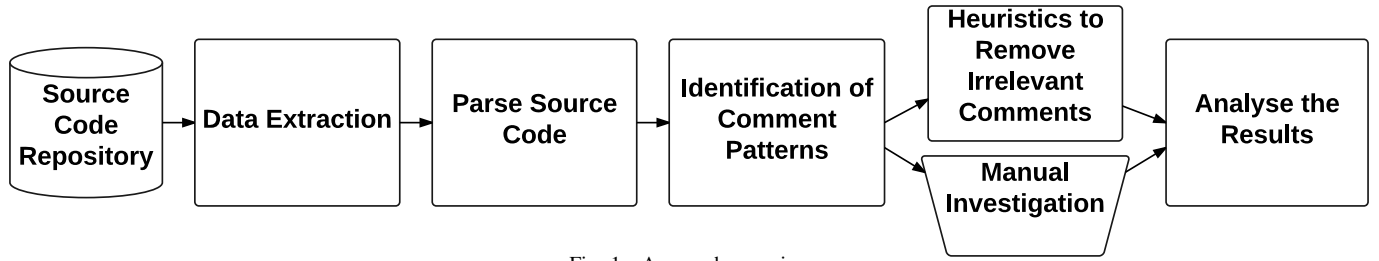 Source
Code
Repository
Data Extraction
Parse Source
Code
Identification of
Comment
Patterns
Heuristics to
Remove
Irrelevant
Comments
Manual
Investigation
Analyse the
Results